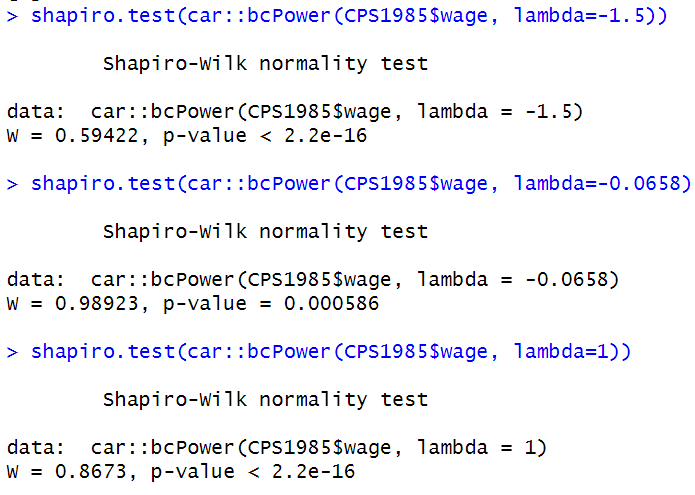 > shapiro.test(car::bcPower(CPS1985$wage, lambda=-1.5))
Shapiro-Wilk normality test
data:  car::bcPower(CPS1985$wage, lambda = -1.5)
W = 0.59422, p-value < 2.2e-16
> shapiro.test(car::bcPower(CPS1985$wage, lambda=-0.0658)
Shapiro-Wilk normality test
data:  car::bcPower(CPS1985$wage, lambda = -0.0658)
W = 0.98923, p-value = 0.000586
> shapiro.test(car::bcPower(CPS1985$wage, lambda=1))
Shapiro-Wilk normality test
data:  car::bcPower(CPS1985$wage, lambda = 1)
W = 0.8673, p-value < 2.2e-16